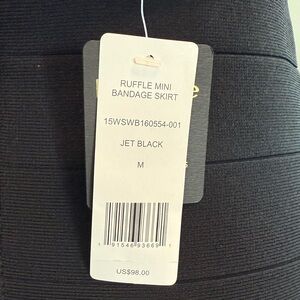 RUFFLE MINI
BANDAGE SKIRT
15WSWB160554-001
JET BLACK
M
US$98.00